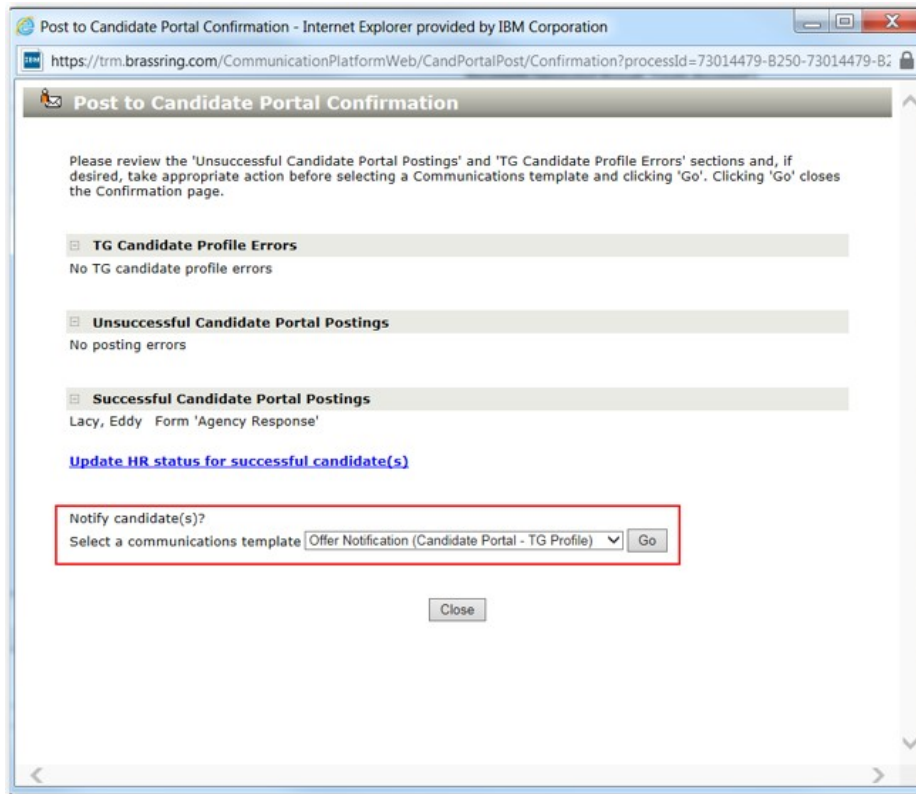 Post to Candidate Portal Confirmation - Internet Explorer provided by IBM Corporation
IBM https://trm.brassring.com/CommunicationPlatformWeb/CandPortalPost/Confirmation?processId=73014479-B250-73014479-B2
Post to Candidate Portal Confirmation
Please review the 'Unsuccessful Candidate Portal Postings' and 'TG Candidate Profile Errors' sections and, if
desired, take appropriate action before selecting a Communications template and clicking 'Go'. Clicking 'Go' closes
the Confirmation page.
TG Candidate Profile Errors
No TG candidate profile errors
Unsuccessful Candidate Portal Postings
No posting errors
Successful Candidate Portal Postings
Lacy, Eddy Form 'Agency Response'
Update HR status for successful candidate(s)
Notify candidate(s)?
Select a communications template Offer Notification (Candidate Portal - TG Profile) Go
Close